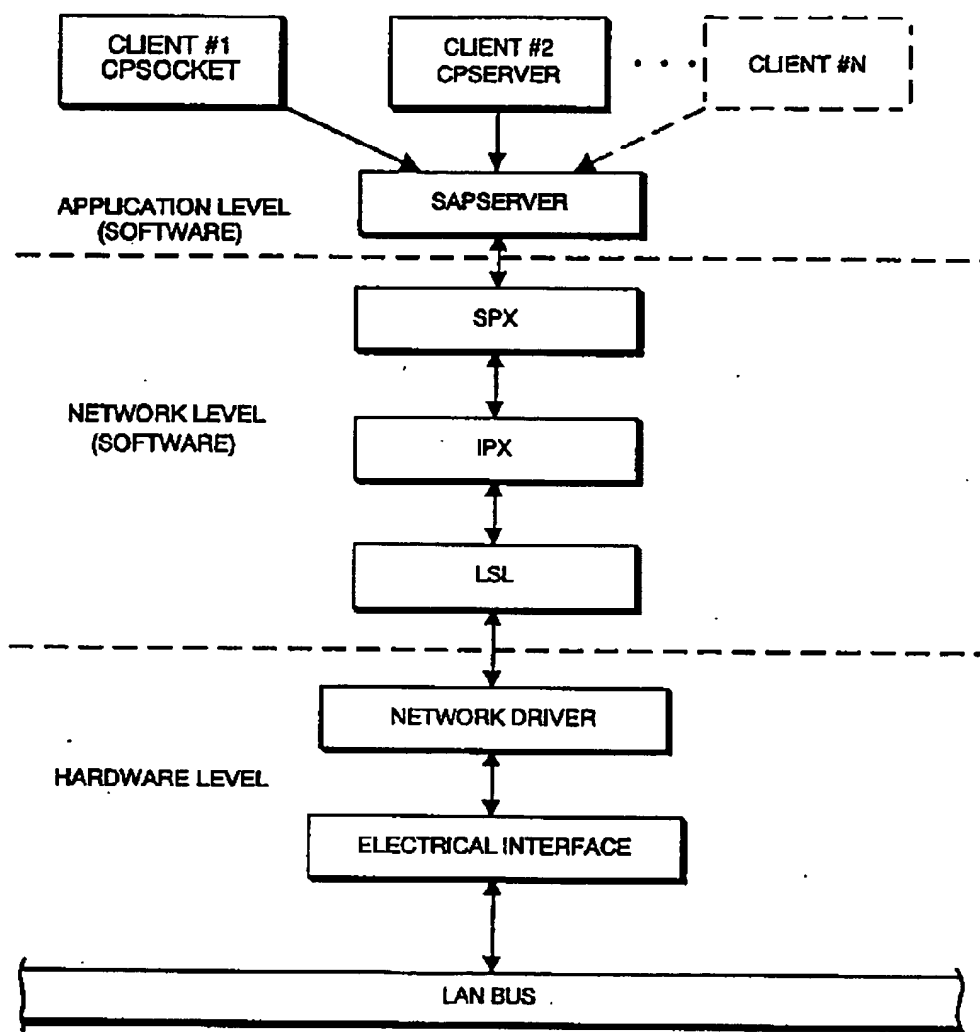 CLIENT #1
CPSOCKET
CLIENT #2
CPSERVER
CLIENT #N
SAPSERVER
APPLICATION LEVEL
(SOFTWARE)
SPX
NETWORK LEVEL
(SOFTWARE)
IPX
LSL
NETWORK DRIVER
HARDWARE LEVEL
ELECTRICAL INTERFACE
LAN BUS